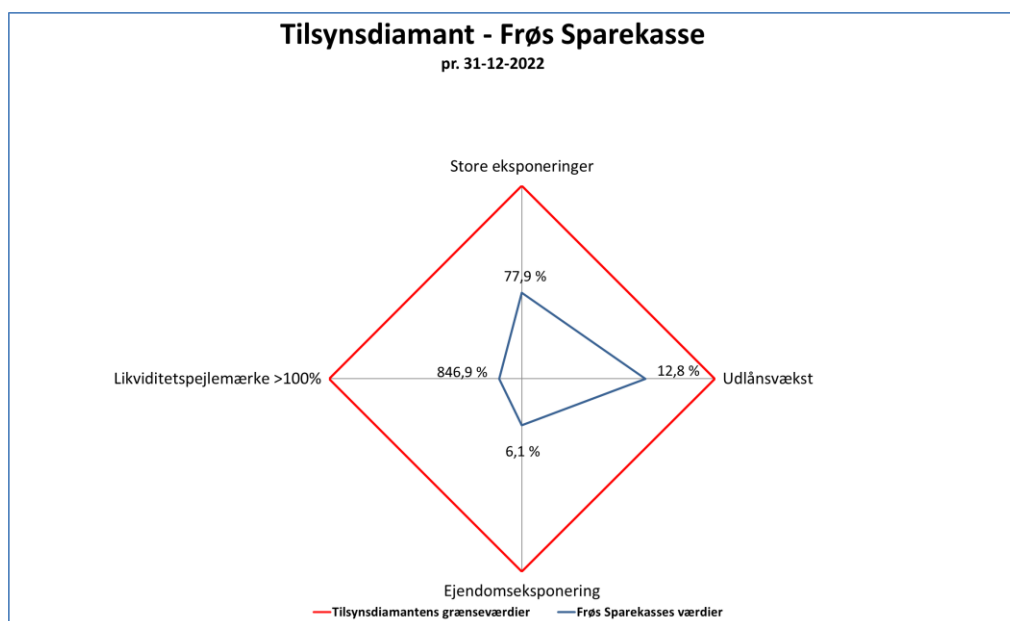 Tilsynsdiamant - Frøs Sparekasse
pr. 31-12-2022
Store eksponeringer
77,9 %
Likviditetspejlemærke >100%
846,9 %
12,8 %
Udlånsvækst
6,1 %
Ejendomseksponering
Tilsynsdiamantens grænseværdier
Frøs Sparekasses værdier